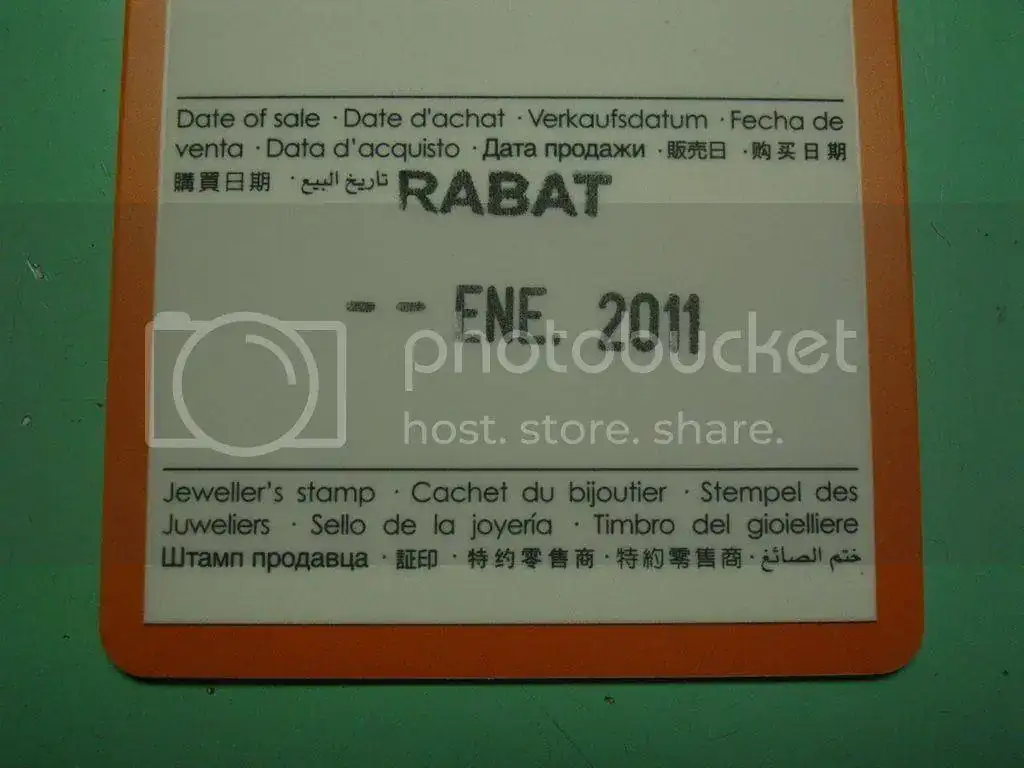 Date of sale · Date d'achat · Verkaufsdatum · Fecha de
venta · Data d'acquisto · Дата продажи · 販売日 · 购买日期
購買日期 · تاريخ البيع
RABAT
-- ENE. 2011
photobucket
host. store. share.
Jeweller's stamp · Cachet du bijoutier · Stempel des
Juweliers · Sello de la joyería · Timbro del gioielliere
Штамп продавца · 証印 · 特约零售商 · 特約零售商 · ختم الصائغ